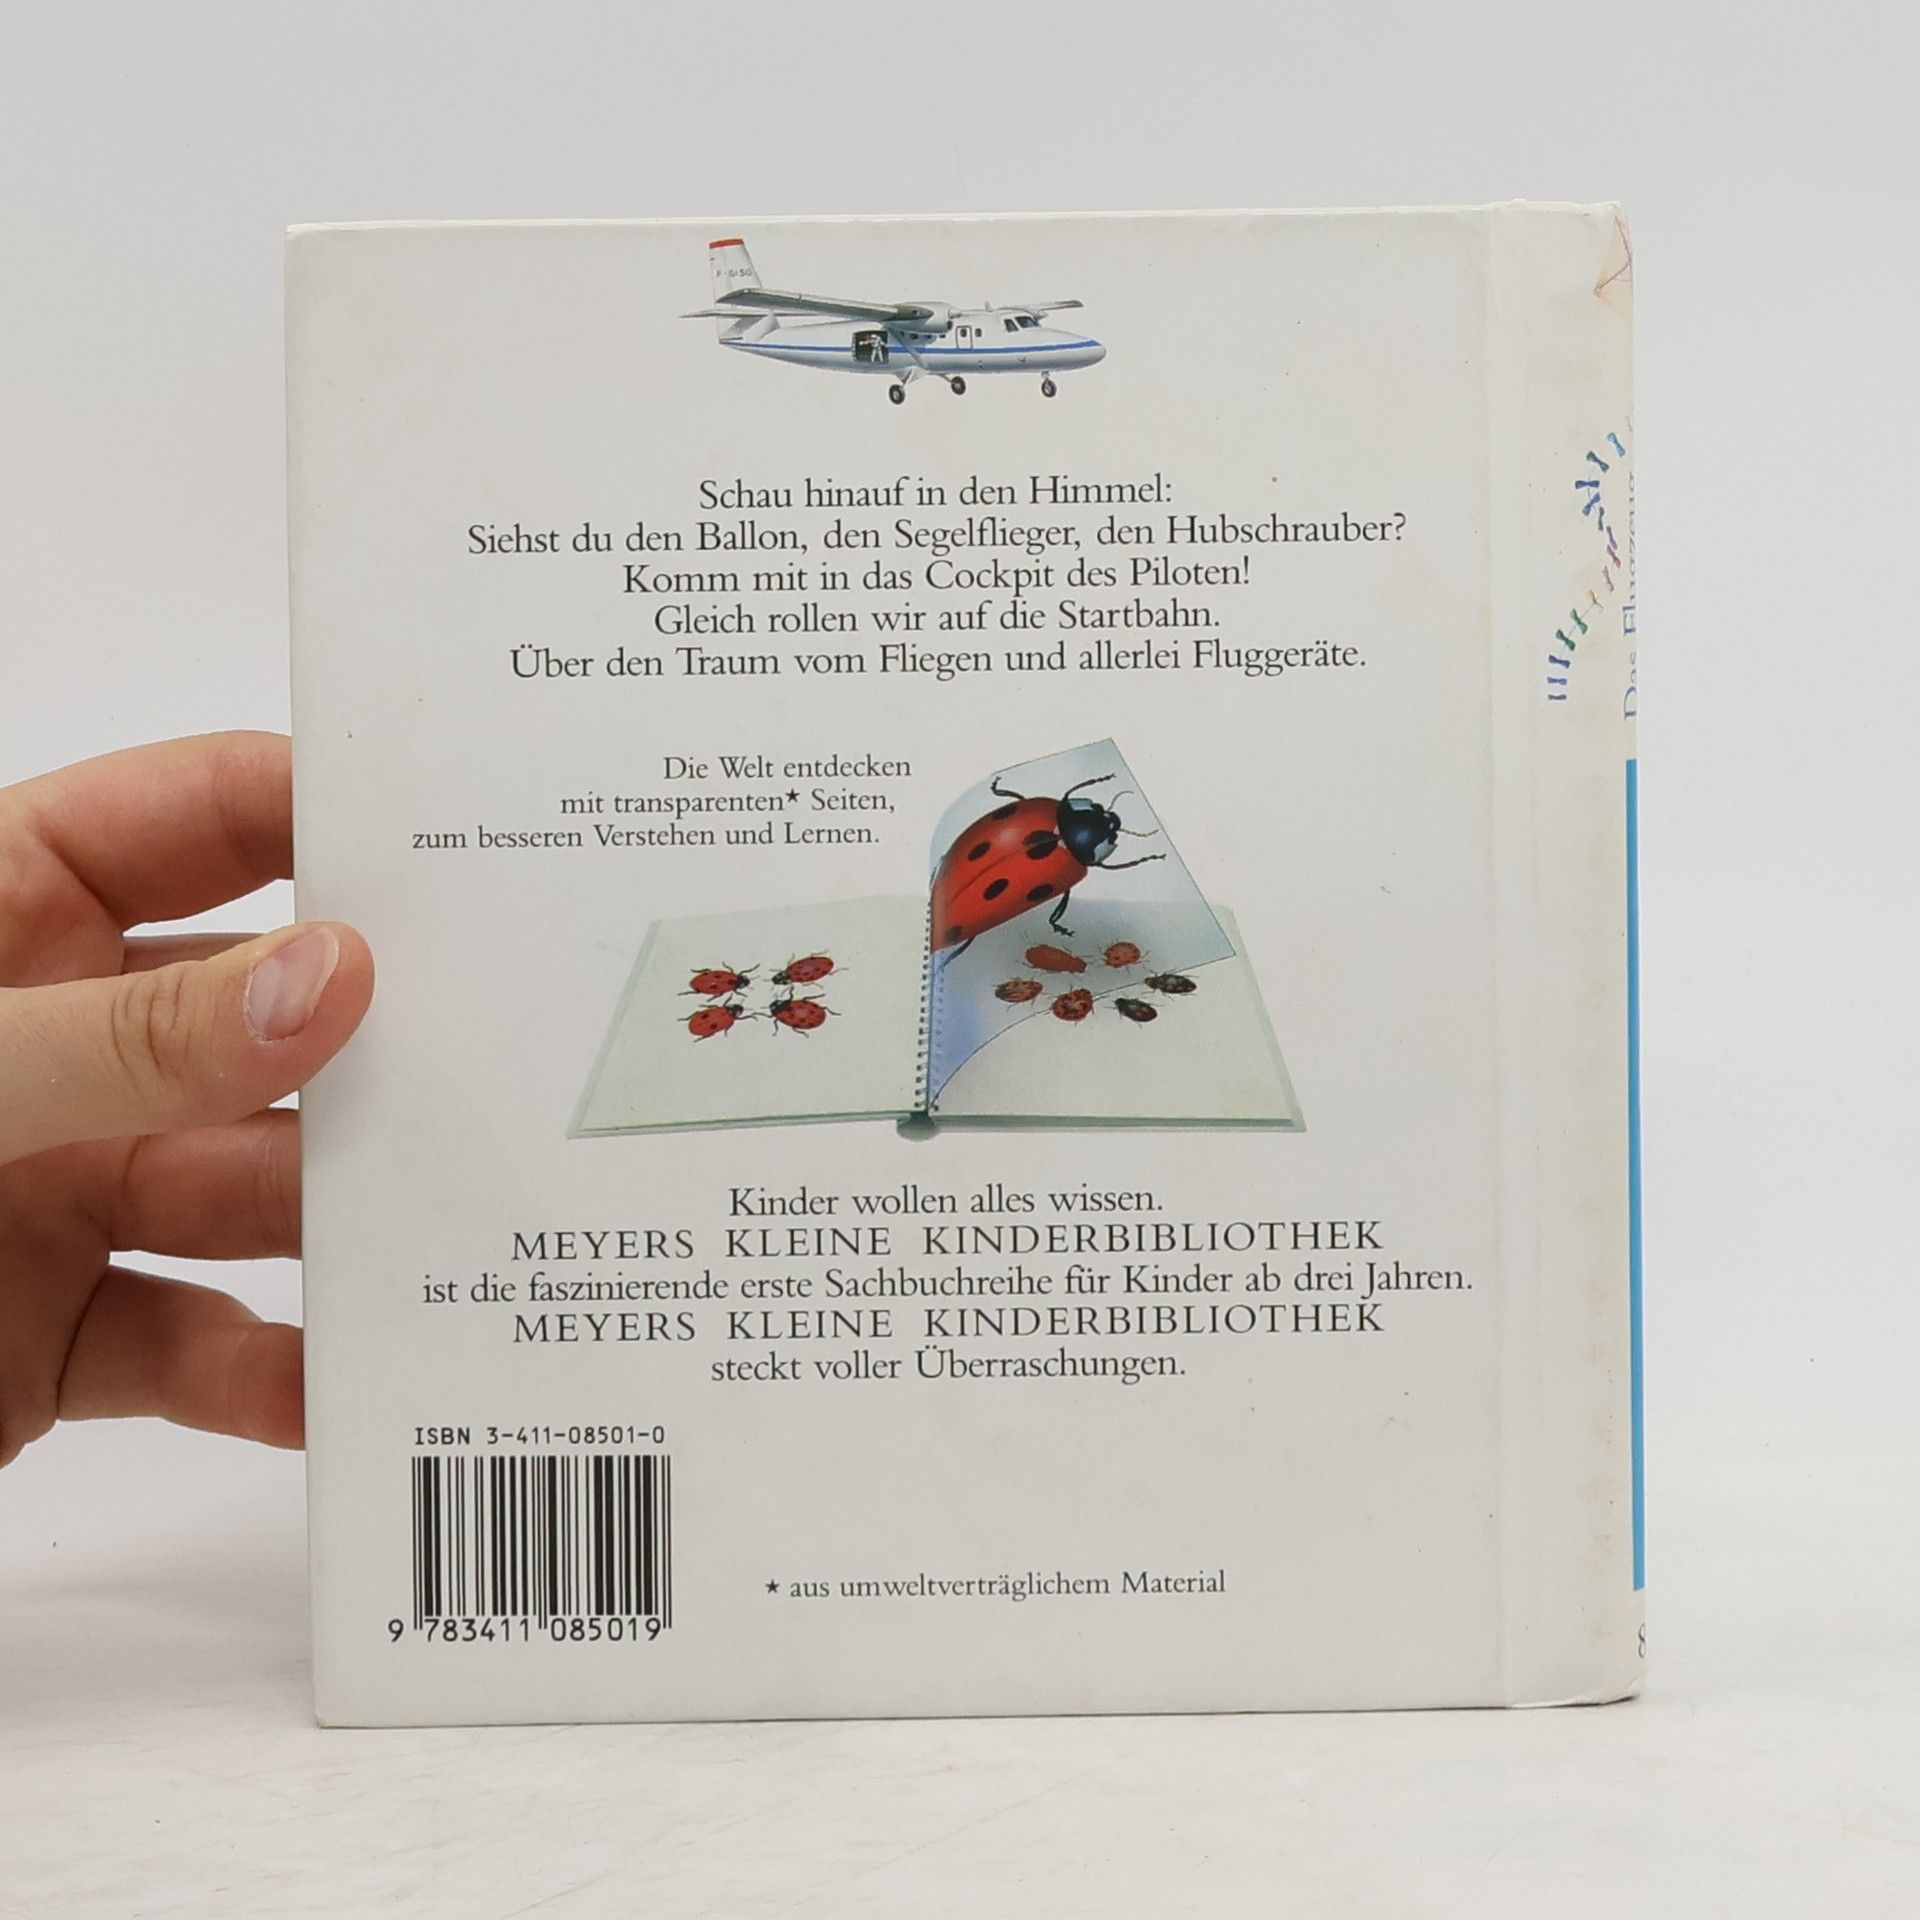 F-BISG
Schau hinauf in den Himmel:
Siehst du den Ballon, den Segelflieger, den Hubschrauber?
Komm mit in das Cockpit des Piloten!
Gleich rollen wir auf die Startbahn.
Über den Traum vom Fliegen und allerlei Fluggeräte.
Die Welt entdecken
mit transparenten★ Seiten,
zum besseren Verstehen und Lernen.
Kinder wollen alles wissen.
MEYERS KLEINE KINDERBIBLIOTHEK
ist die faszinierende erste Sachbuchreihe für Kinder ab drei Jahren.
MEYERS KLEINE KINDERBIBLIOTHEK
steckt voller Überraschungen.
ISBN 3-411-08501-0
9 783411 085019
★ aus umweltverträglichem Material
Das Flugzeug
8